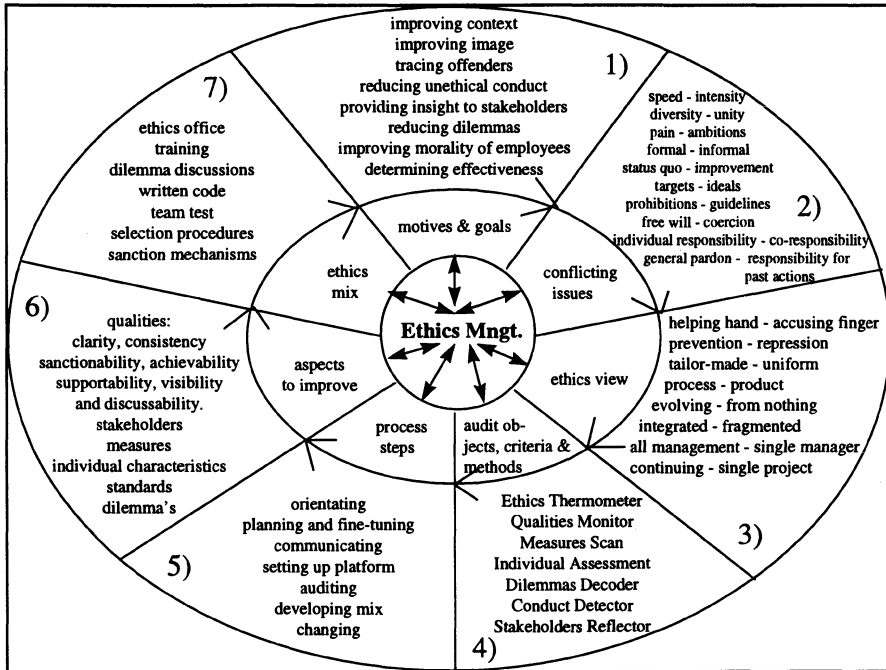 improving context
improving image
tracing offenders
reducing unethical conduct
providing insight to stakeholders
reducing dilemmas
improving morality of employees
determining effectiveness
1)
motives & goals
speed - intensity
diversity - unity
pain - ambitions
formal - informal
status quo - improvement
targets - ideals
prohibitions - guidelines
free will - coercion
individual responsibility - co-responsibility
general pardon - responsibility for
past actions
2)
conflicting
issues
helping hand - accusing finger
prevention - repression
tailor-made - uniform
process - product
evolving - from nothing
integrated - fragmented
all management - single manager
continuing - single project
3)
ethics view
Ethics Thermometer
Qualities Monitor
Measures Scan
Individual Assessment
Dilemmas Decoder
Conduct Detector
Stakeholders Reflector
4)
audit ob-
jects, criteria &
methods
orientating
planning and fine-tuning
communicating
setting up platform
auditing
developing mix
changing
5)
process
steps
6)
qualities:
clarity, consistency
sanctionability, achievability
supportability, visibility
and discussability.
stakeholders
measures
individual characteristics
standards
dilemma's
aspects
to improve
7)
ethics office
training
dilemma discussions
written code
team test
selection procedures
sanction mechanisms
ethics
mix
Ethics Mngt.